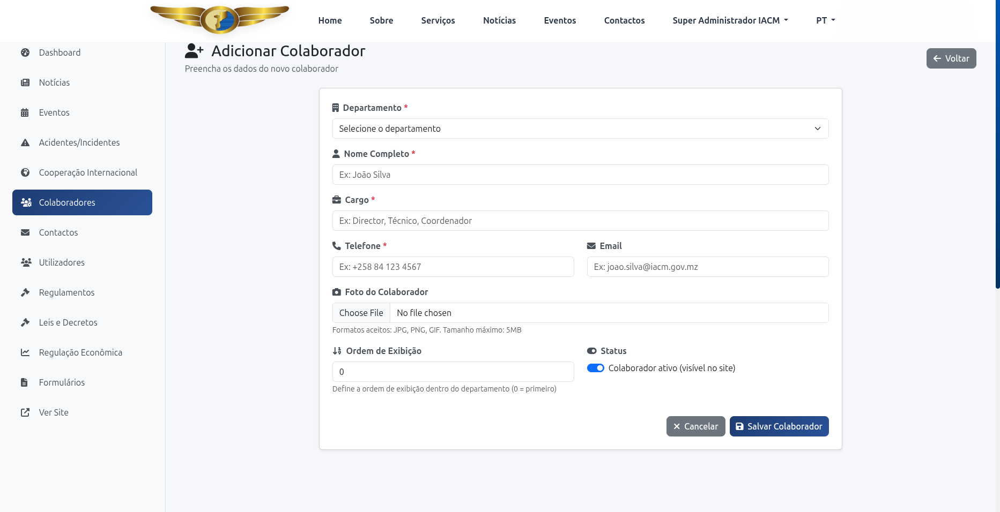 Home Sobre Serviços Notícias Eventos Contactos Super Administrador IACM PT
Dashboard
Notícias
Eventos
Acidentes/Incidentes
Cooperação Internacional
Colaboradores
Contactos
Utilizadores
Regulamentos
Leis e Decretos
Regulação Econômica
Formulários
Ver Site
Adicionar Colaborador
Preencha os dados do novo colaborador
Voltar
Departamento *
Selecione o departamento
Nome Completo *
Ex: João Silva
Cargo *
Ex: Director, Técnico, Coordenador
Telefone * Email
Ex: +258 84 123 4567 Ex: joao.silva@iacm.gov.mz
Foto do Colaborador
Choose File No file chosen
Formatos aceitos: JPG, PNG, GIF. Tamanho máximo: 5MB
Ordem de Exibição Status
0 Colaborador ativo (visível no site)
Define a ordem de exibição dentro do departamento (0 = primeiro)
Cancelar Salvar Colaborador